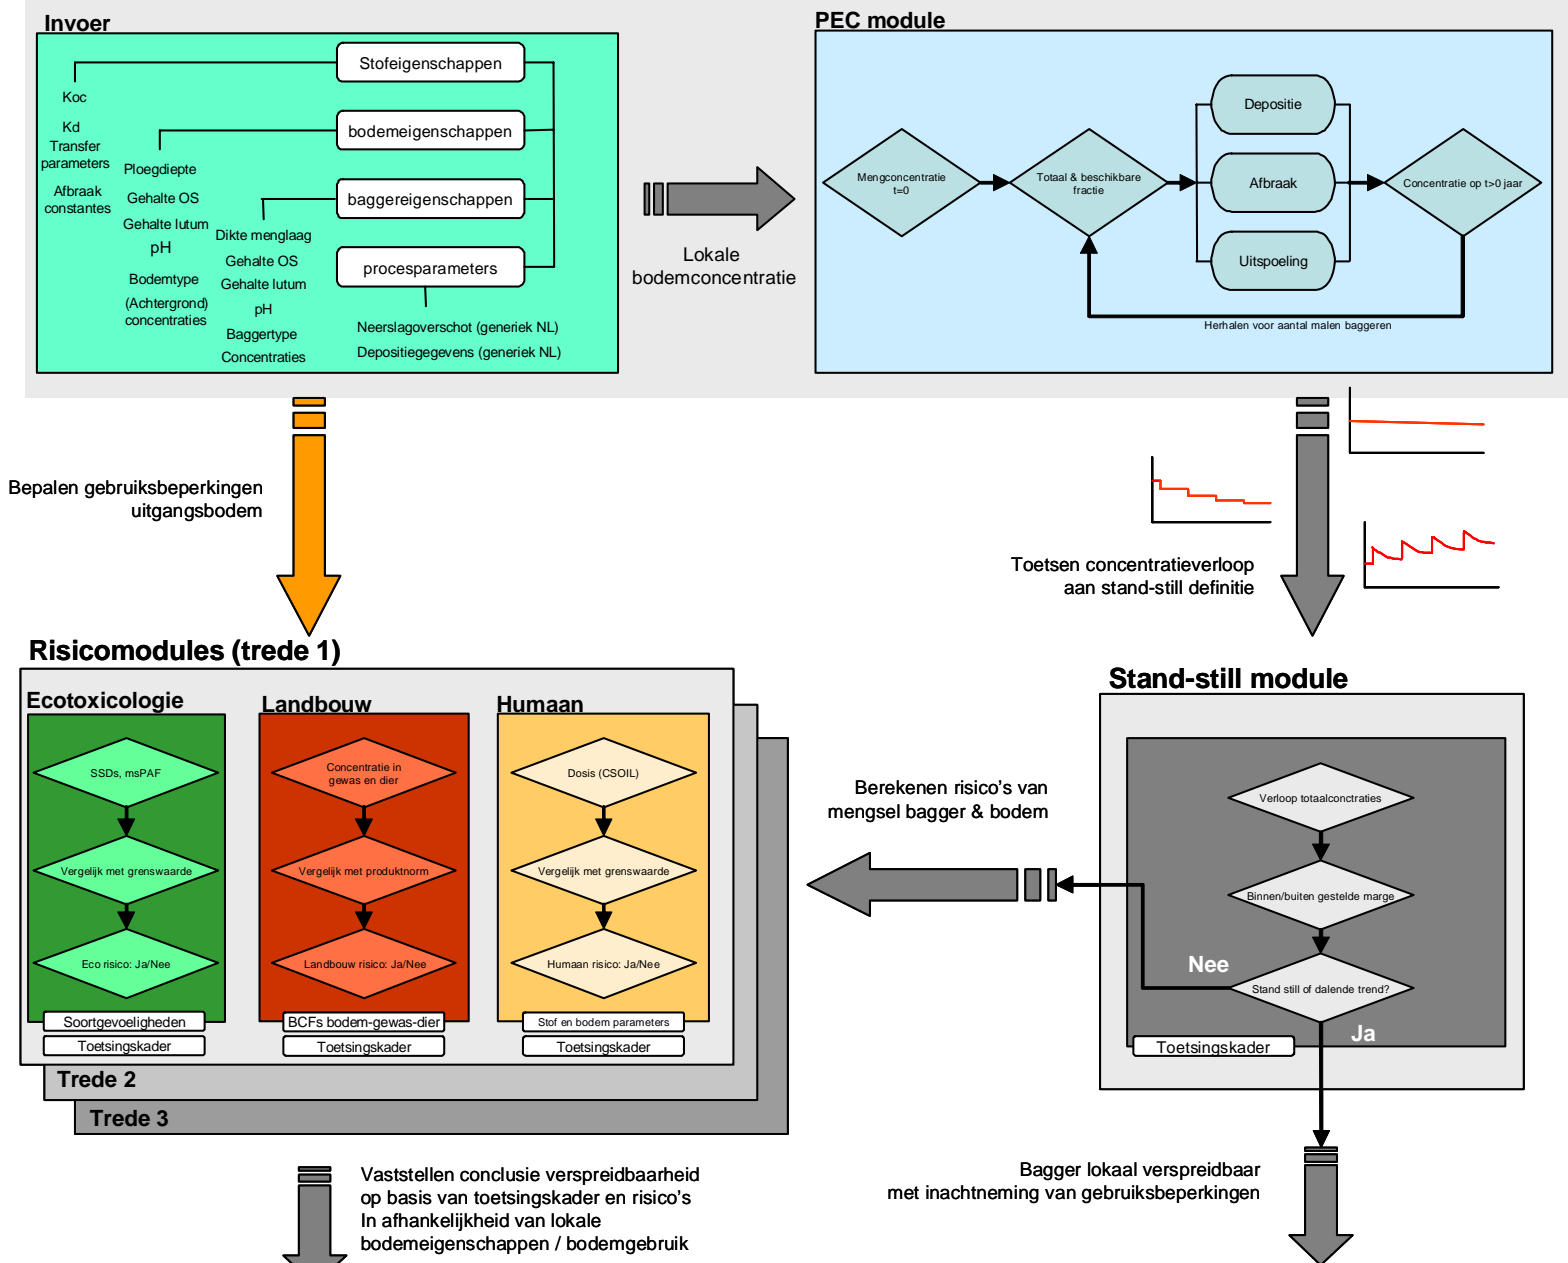 Invoer
Stofeigenschappen
Koc
Kd
Transfer
parameters
Afbraak
constantes
bodemeigenschappen
Ploegdiepte
Gehalte OS
Gehalte lutum
pH
Bodemtype
(Achtergrond)
concentraties
baggereigenschappen
Dikte menglaag
Gehalte OS
Gehalte lutum
pH
Baggertype
Concentraties
procesparameters
Neerslagoverschot (generiek NL)
Depositiegegevens (generiek NL)
Lokale
bodemconcentratie
PEC module
Mengconcentratie
t=0
Totaal & beschikbare
fractie
Depositie
Afbraak
Uitspoeling
Concentratie op t>0 jaar
Herhalen voor aantal malen baggeren
Bepalen gebruiksbeperkingen
uitgangsbodem
Toetsen concentratieverloop
aan stand-still definitie
Risicomodules (trede 1)
Ecotoxicologie
SSDs, msPAF
Vergelijk met grenswaarde
Eco risico: Ja/Nee
Soortgevoeligheden
Toetsingskader
Landbouw
Concentratie in
gewas en dier
Vergelijk met produktnorm
Landbouw risico: Ja/Nee
BCFs bodem-gewas-dier
Toetsingskader
Humaan
Dosis (CSOIL)
Vergelijk met grenswaarde
Humaan risico: Ja/Nee
Stof en bodem parameters
Toetsingskader
Trede 2
Trede 3
Berekenen risico's van
mengsel bagger & bodem
Stand-still module
Verloop totaalconctraties
Binnen/buiten gestelde marge
Stand still of dalende trend?
Nee
Ja
Toetsingskader
Vaststellen conclusie verspreidbaarheid
op basis van toetsingskader en risico's
In afhankelijkheid van lokale
bodemeigenschappen / bodemgebruik
Bagger lokaal verspreidbaar
met inachtneming van gebruiksbeperkingen